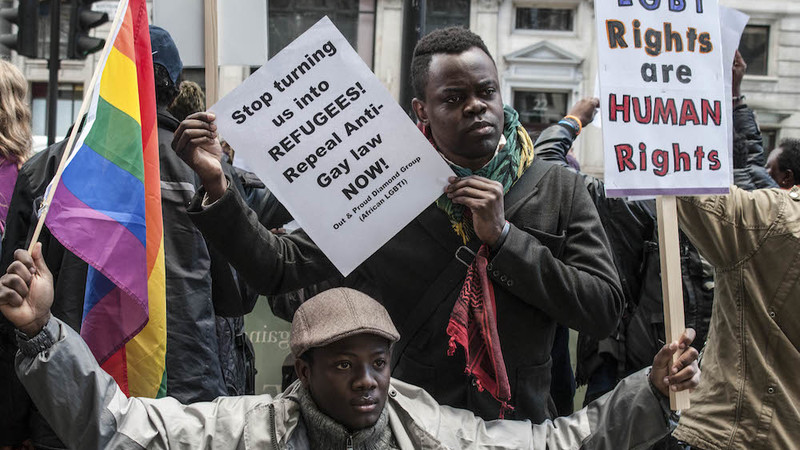 Stop turning
us into
REFUGEES!
Repeal Anti-
Gay law
NOW!
Out & Proud Diamond Group
(African LGBTI)
LGBT
Rights
are
HUMAN
Rights